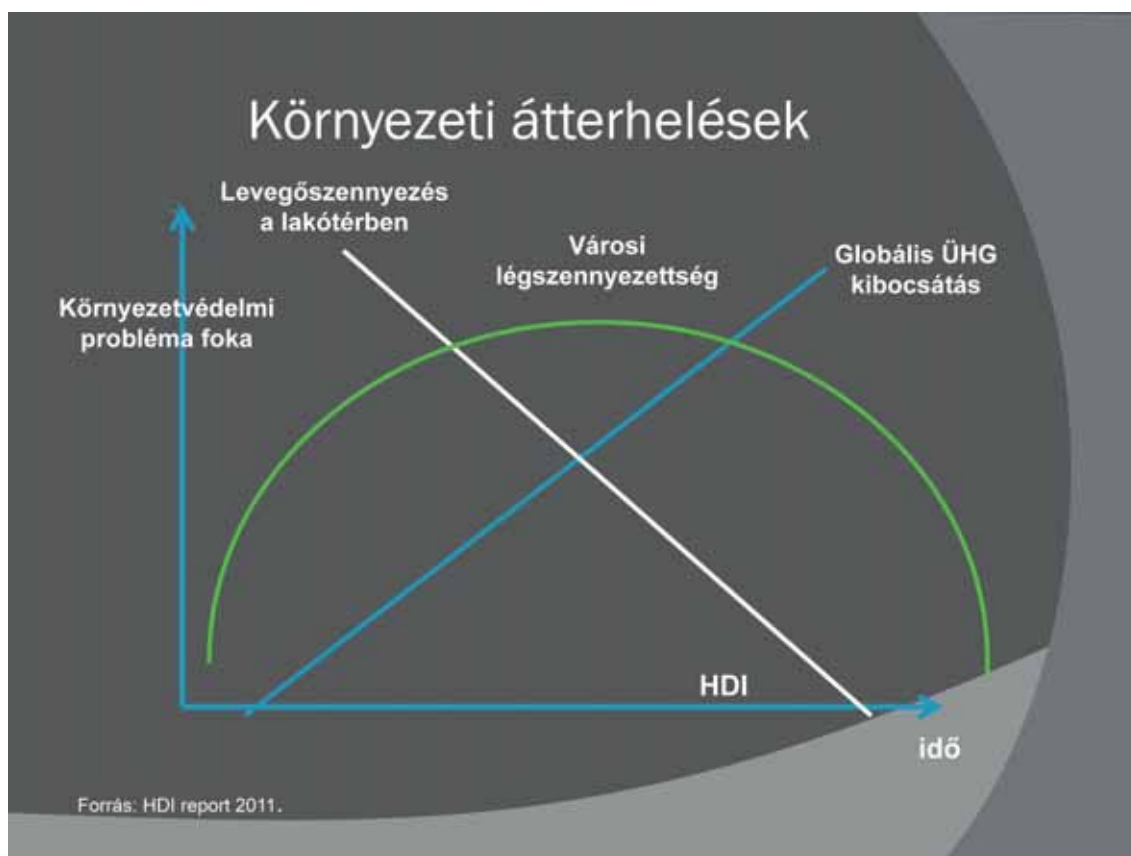 Környezeti átterhelések
Levegőszennyezés
a lakótérben
Városi
légszennyezettség
Globális ÜHG
kibocsátás
Környezetvédelmi
probléma foka
HDI
idő
Forrás: HDI report 2011.